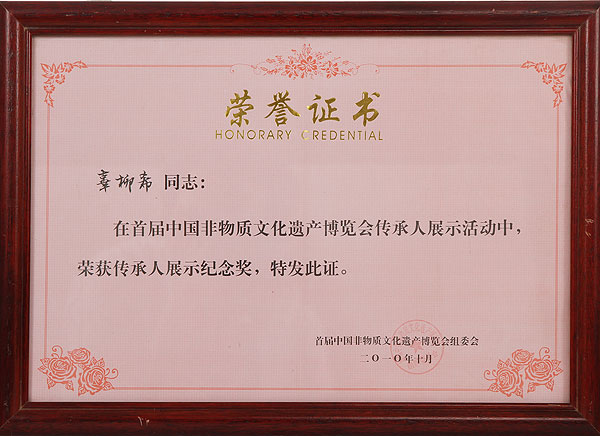 荣誉证书
HONORARY CREDENTIAL
辜柳希 同志：
在首届中国非物质文化遗产博览会传承人展示活动中，
荣获传承人展示纪念奖，特发此证。
首届中国非物质文化遗产博览会组委会
二〇一〇年十月